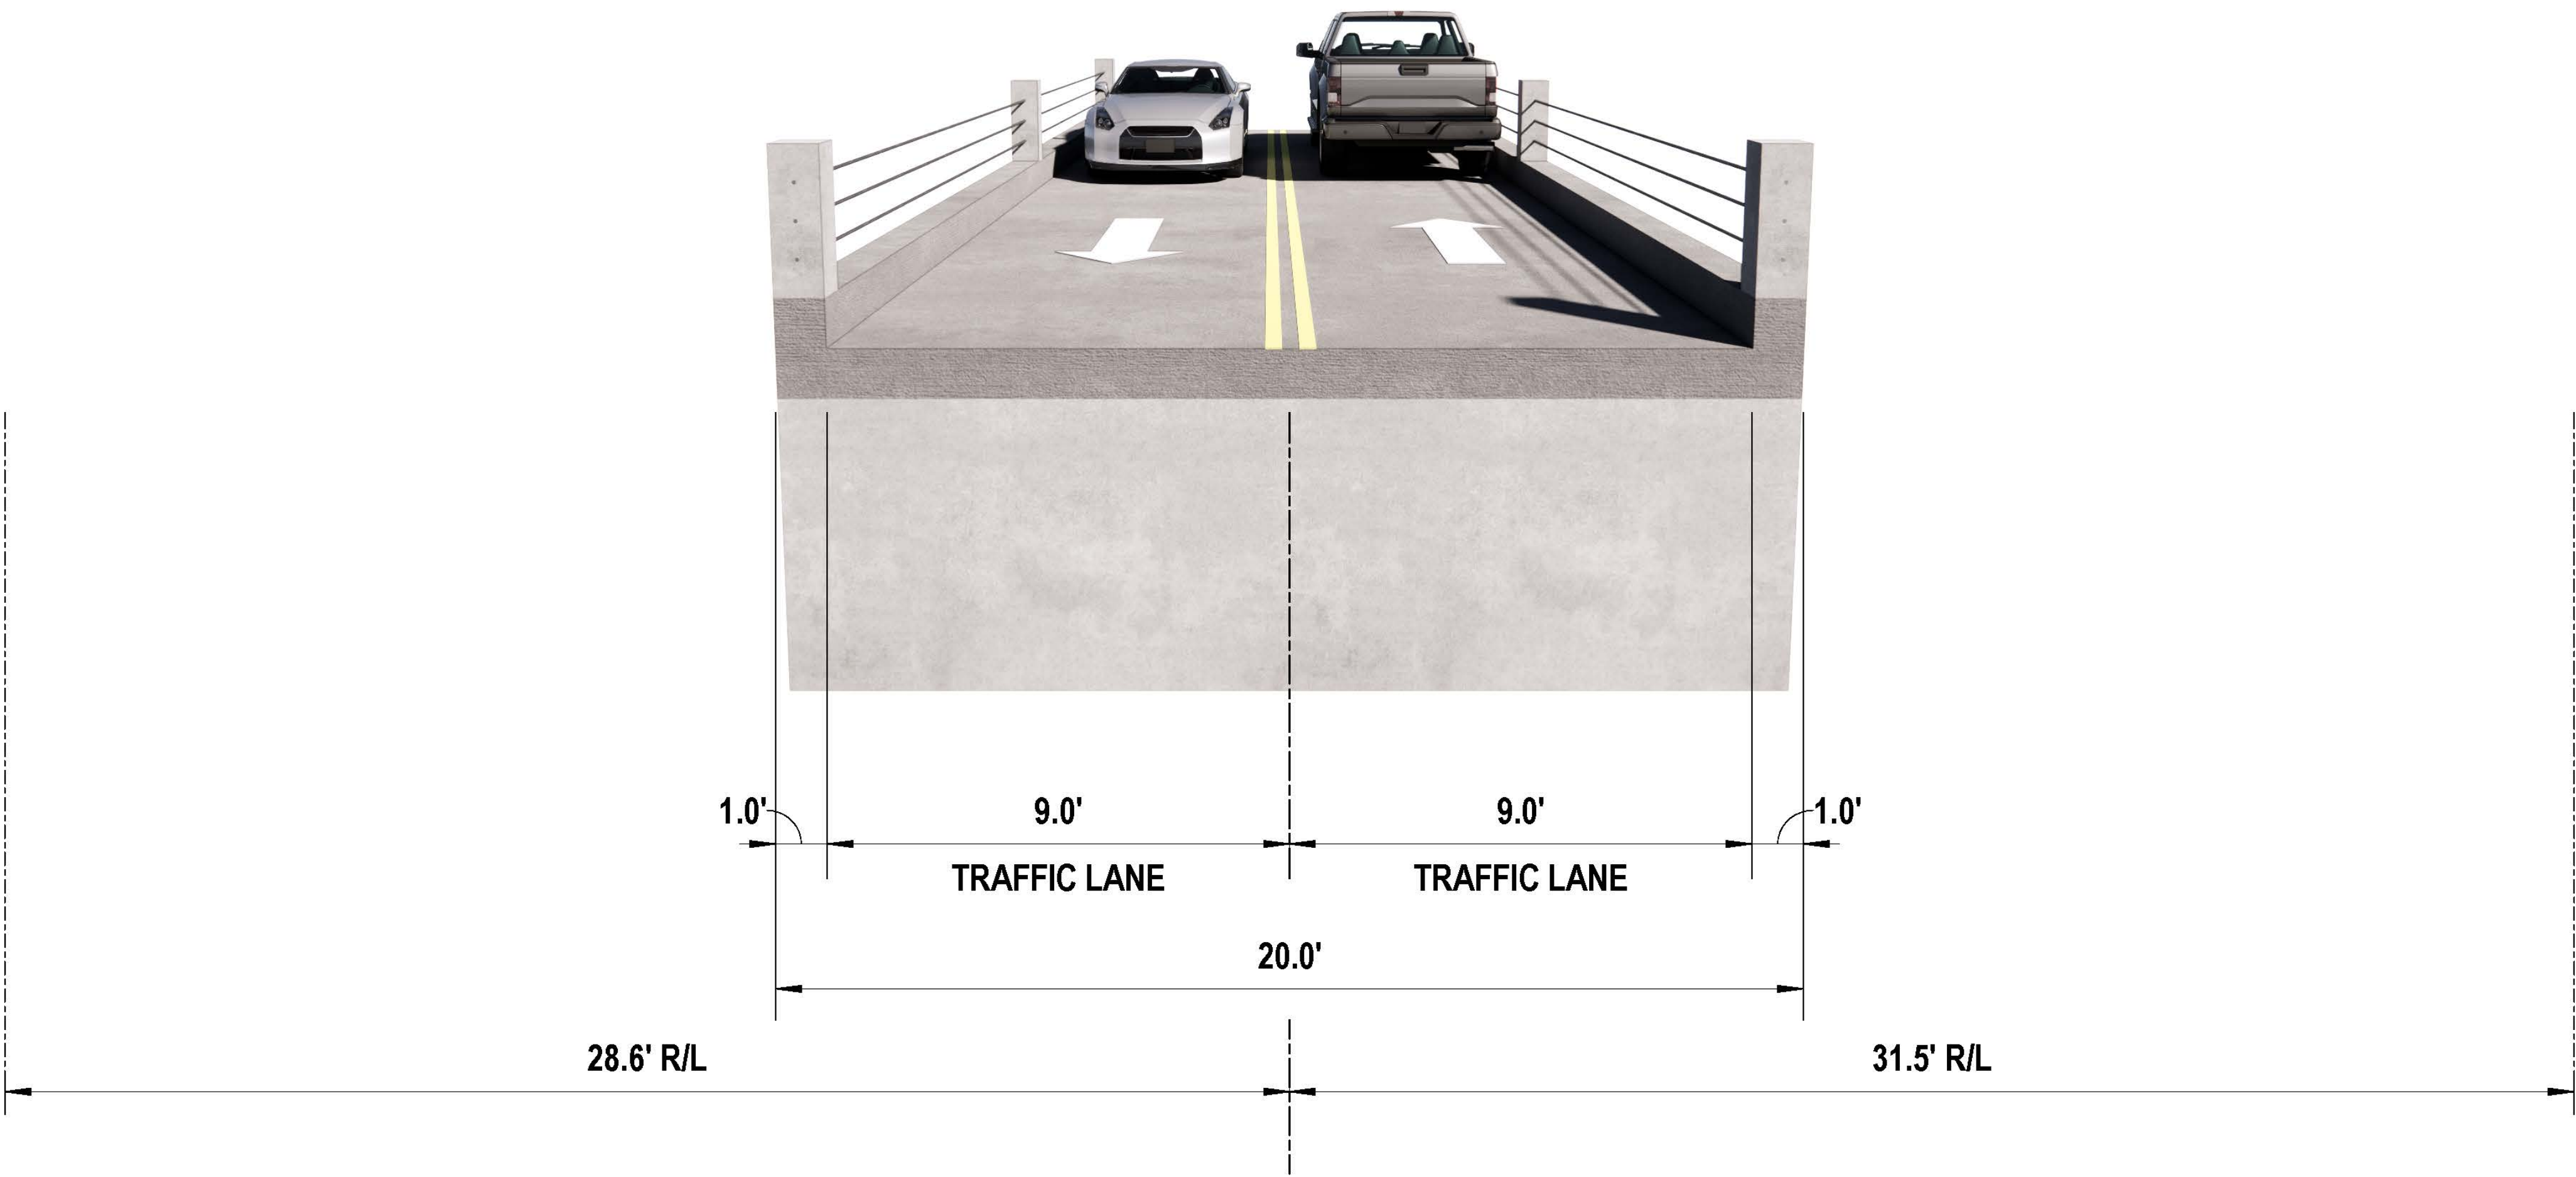 1.0' 9.0' 9.0' 1.0'
TRAFFIC LANE TRAFFIC LANE
20.0'
28.6' R/L 31.5' R/L